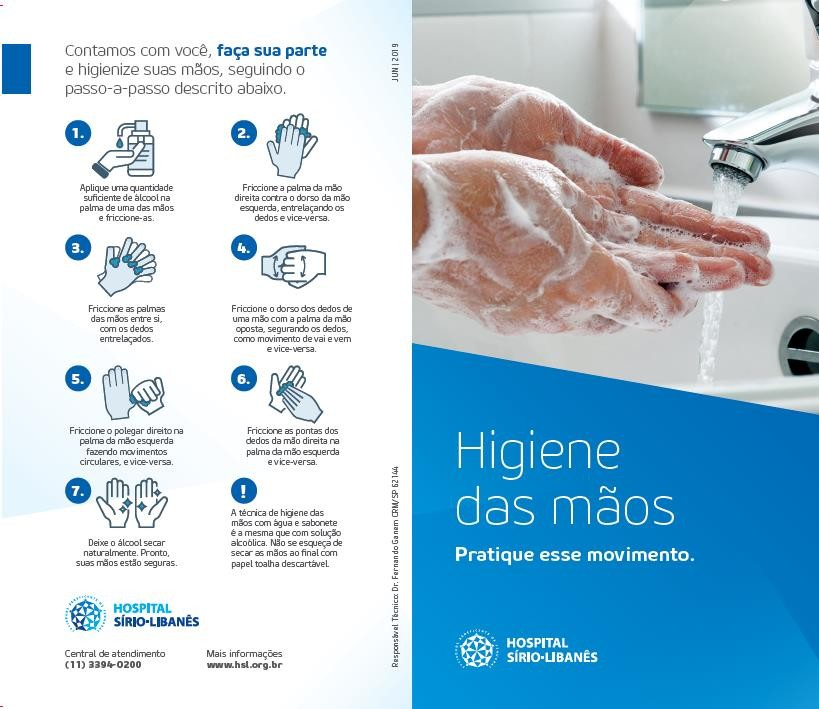 Contamos com você, faça sua parte
e higienize suas mãos, seguindo o
passo-a-passo descrito abaixo.
1.
Aplique uma quantidade
suficiente de álcool na
palma de uma das mãos
e friccione-as.
2.
Friccione a palma da mão
direita contra o dorso da mão
esquerda, entrelaçando os
dedos e vice-versa.
3.
Friccione as palmas
das mãos entre si,
com os dedos
entrelaçados.
4.
Friccione o dorso dos dedos de
uma mão com a palma da mão
oposta, segurando os dedos,
como movimento de vai e vem
e vice-versa.
5.
Friccione o polegar direito na
palma da mão esquerda
fazendo movimentos
circulares, e vice-versa.
6.
Friccione as pontas dos
dedos da mão direita na
palma da mão esquerda
e vice-versa.
7.
Deixe o álcool secar
naturalmente. Pronto,
suas mãos estão seguras.
!
A técnica de higiene das
mãos com água e sabonete
é a mesma que com solução
alcoólica. Não se esqueça de
secar as mãos ao final com
papel toalha descartável.
HOSPITAL
SÍRIO-LIBANÊS
Central de atendimento
(11) 3394-0200
Mais informações
www.hsl.org.br
JUN | 2019
Responsável Técnico: Dr. Fernando Ganem CRM/SP 62144
Higiene
das mãos
Pratique esse movimento.
HOSPITAL
SÍRIO-LIBANÊS